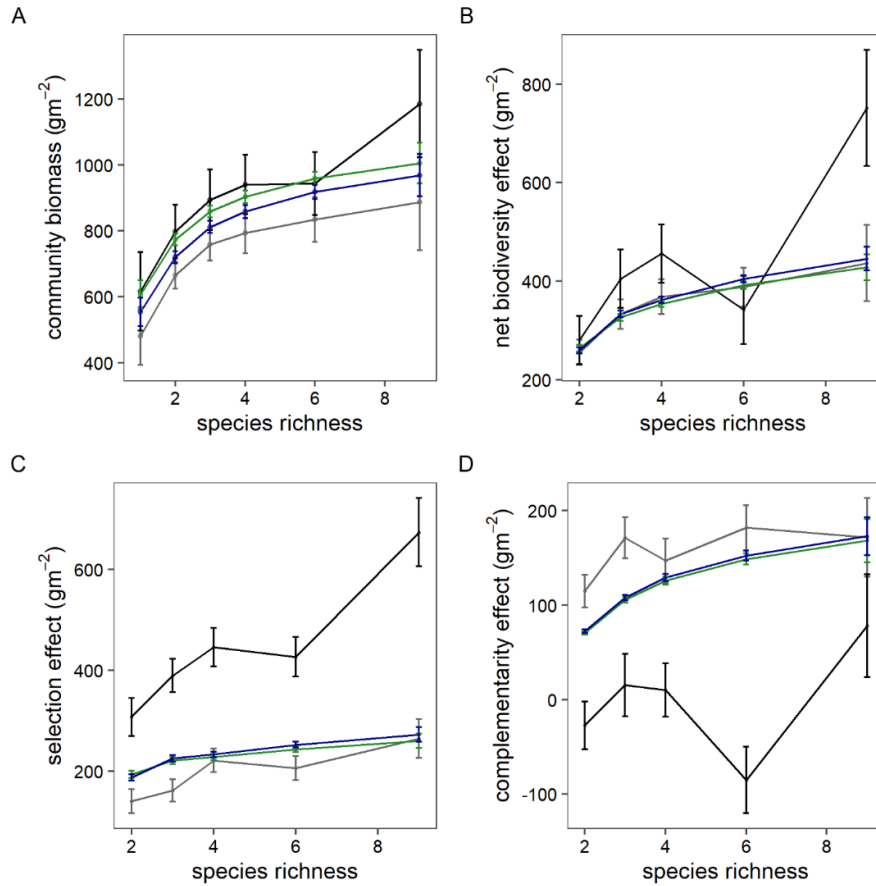 A
community biomass (gm⁻²)
1200
1000
800
600
400
2 4 6 8
species richness
B
net biodiversity effect (gm⁻²)
800
600
400
200
2 4 6 8
species richness
C
selection effect (gm⁻²)
600
400
200
2 4 6 8
species richness
D
complementarity effect (gm⁻²)
200
100
0
-100
2 4 6 8
species richness